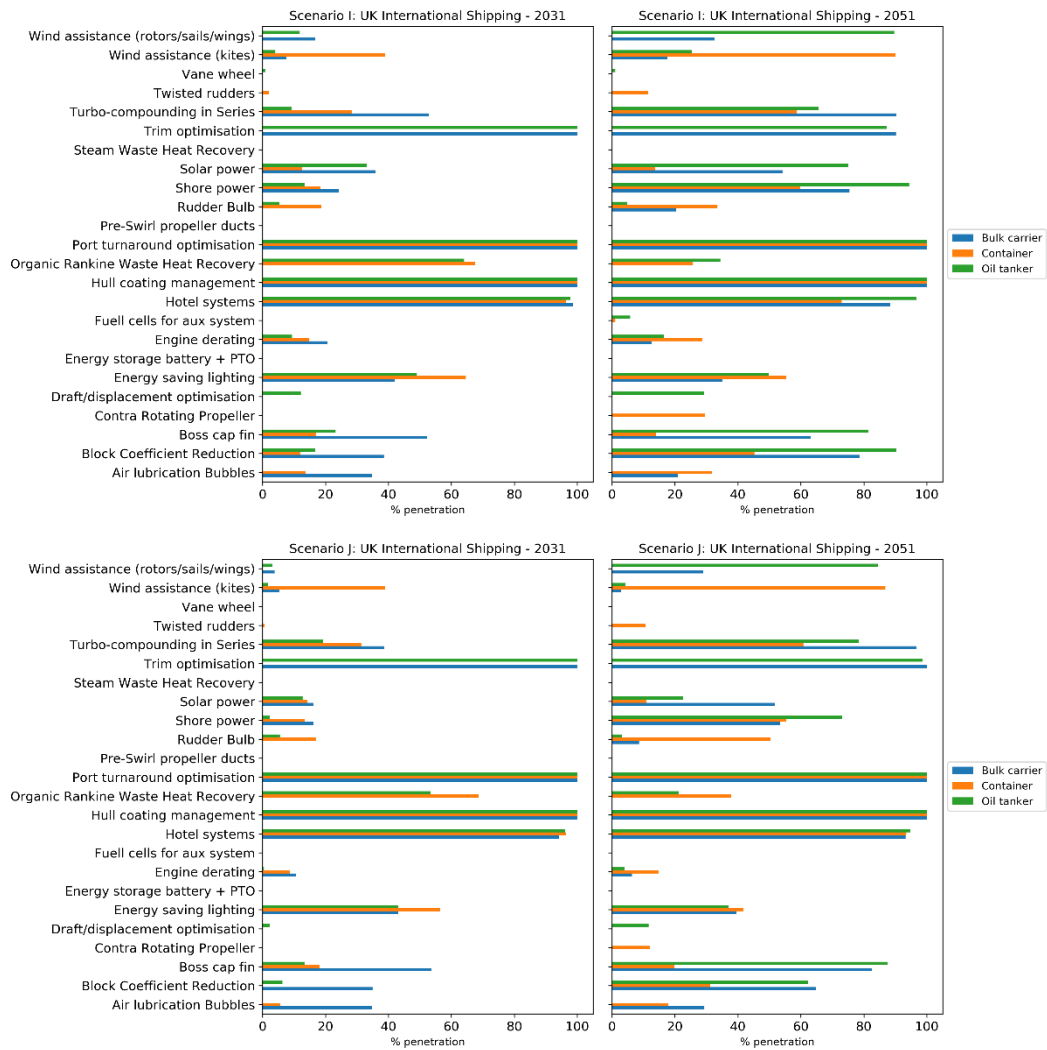 Scenario I: UK International Shipping - 2031
Scenario I: UK International Shipping - 2051
Wind assistance (rotors/sails/wings)
Wind assistance (kites)
Vane wheel
Twisted rudders
Turbo-compounding in Series
Trim optimisation
Steam Waste Heat Recovery
Solar power
Shore power
Rudder Bulb
Pre-Swirl propeller ducts
Port turnaround optimisation
Organic Rankine Waste Heat Recovery
Hull coating management
Hotel systems
Fuell cells for aux system
Engine derating
Energy storage battery + PTO
Energy saving lighting
Draft/displacement optimisation
Contra Rotating Propeller
Boss cap fin
Block Coefficient Reduction
Air lubrication Bubbles
0 20 40 60 80 100
0 20 40 60 80 100
% penetration
% penetration
Bulk carrier
Container
Oil tanker
Scenario J: UK International Shipping - 2031
Scenario J: UK International Shipping - 2051
Wind assistance (rotors/sails/wings)
Wind assistance (kites)
Vane wheel
Twisted rudders
Turbo-compounding in Series
Trim optimisation
Steam Waste Heat Recovery
Solar power
Shore power
Rudder Bulb
Pre-Swirl propeller ducts
Port turnaround optimisation
Organic Rankine Waste Heat Recovery
Hull coating management
Hotel systems
Fuell cells for aux system
Engine derating
Energy storage battery + PTO
Energy saving lighting
Draft/displacement optimisation
Contra Rotating Propeller
Boss cap fin
Block Coefficient Reduction
Air lubrication Bubbles
0 20 40 60 80 100
0 20 40 60 80 100
% penetration
% penetration
Bulk carrier
Container
Oil tanker